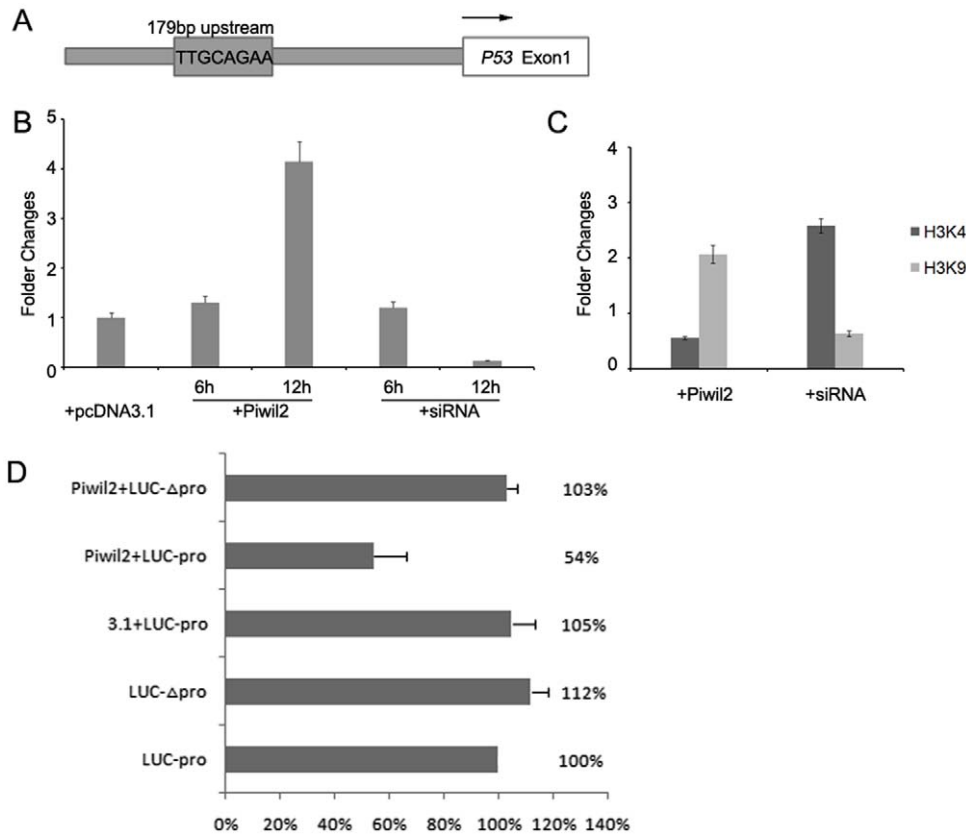 A
179bp upstream
TTGCAGAA
P53 Exon1
B
Folder Changes
5
4
3
2
1
0
6h 12h 6h 12h
+pcDNA3.1 +Piwil2 +siRNA
C
Folder Changes
4
3
2
1
0
+Piwil2 +siRNA
H3K4
H3K9
D
Piwil2+LUC-Δpro 103%
Piwil2+LUC-pro 54%
3.1+LUC-pro 105%
LUC-Δpro 112%
LUC-pro 100%
0% 20% 40% 60% 80% 100% 120% 140%